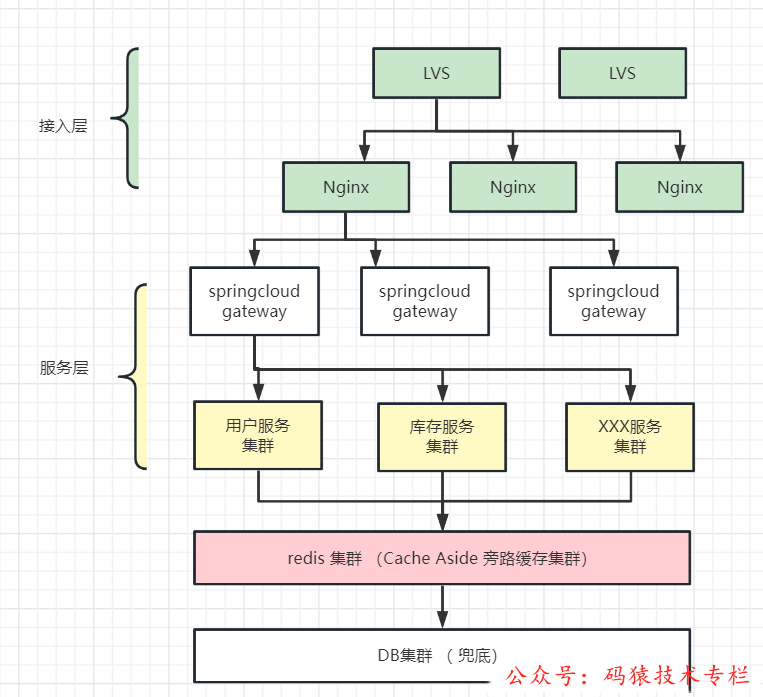 LVS
LVS
接入层
Nginx
Nginx
Nginx
springcloud
gateway
springcloud
gateway
springcloud
gateway
服务层
用户服务
集群
库存服务
集群
XXX服务
集群
redis 集群 （Cache Aside 旁路缓存集群）
DB集群 （ 兜底）
公众号：码猿技术专栏